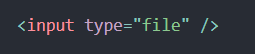 <input type="file" />